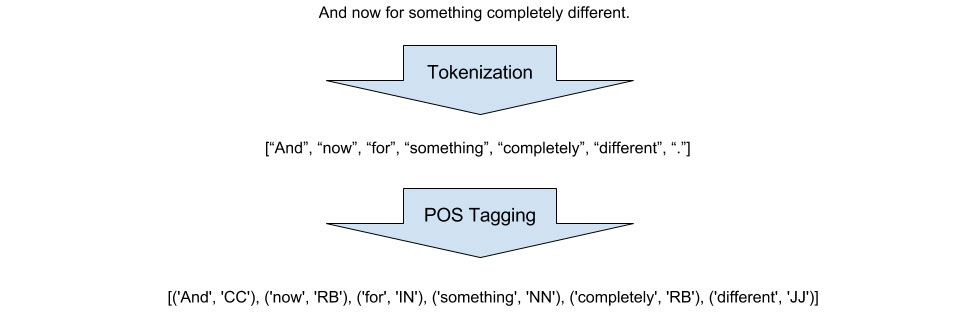 And now for something completely different.
Tokenization
[“And”, “now”, “for”, “something”, “completely”, “different”, “.”]
POS Tagging
[('And', 'CC'), ('now', 'RB'), ('for', 'IN'), ('something', 'NN'), ('completely', 'RB'), ('different', 'JJ')]